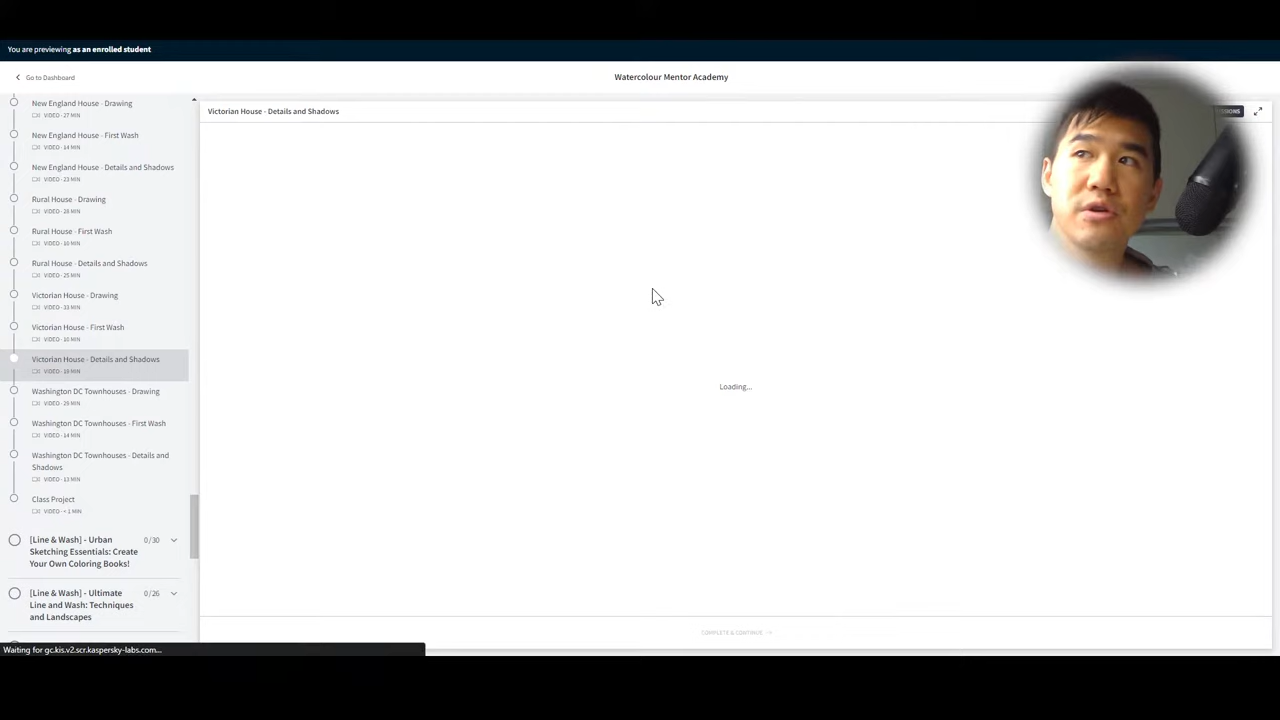 You are previewing as an enrolled student
Go to Dashboard
Watercolour Mentor Academy
New England House - Drawing
VIDEO - 27 MIN
New England House - First Wash
VIDEO - 14 MIN
New England House - Details and Shadows
VIDEO - 23 MIN
Rural House - Drawing
VIDEO - 28 MIN
Rural House - First Wash
VIDEO - 10 MIN
Rural House - Details and Shadows
VIDEO - 25 MIN
Victorian House - Drawing
VIDEO - 33 MIN
Victorian House - First Wash
VIDEO - 10 MIN
Victorian House - Details and Shadows
VIDEO - 18 MIN
Washington DC Townhouses - Drawing
VIDEO - 29 MIN
Washington DC Townhouses - First Wash
VIDEO - 14 MIN
Washington DC Townhouses - Details and
Shadows
VIDEO - 13 MIN
Class Project
VIDEO - < 1 MIN
[Line & Wash] - Urban 0/30
Sketching Essentials: Create
Your Own Coloring Books!
[Line & Wash] - Ultimate 0/26
Line and Wash: Techniques
and Landscapes
Waiting for gc.kis.v2.scr.kaspersky-labs.com...
Victorian House - Details and Shadows
Loading...
COMPLETE & CONTINUE →